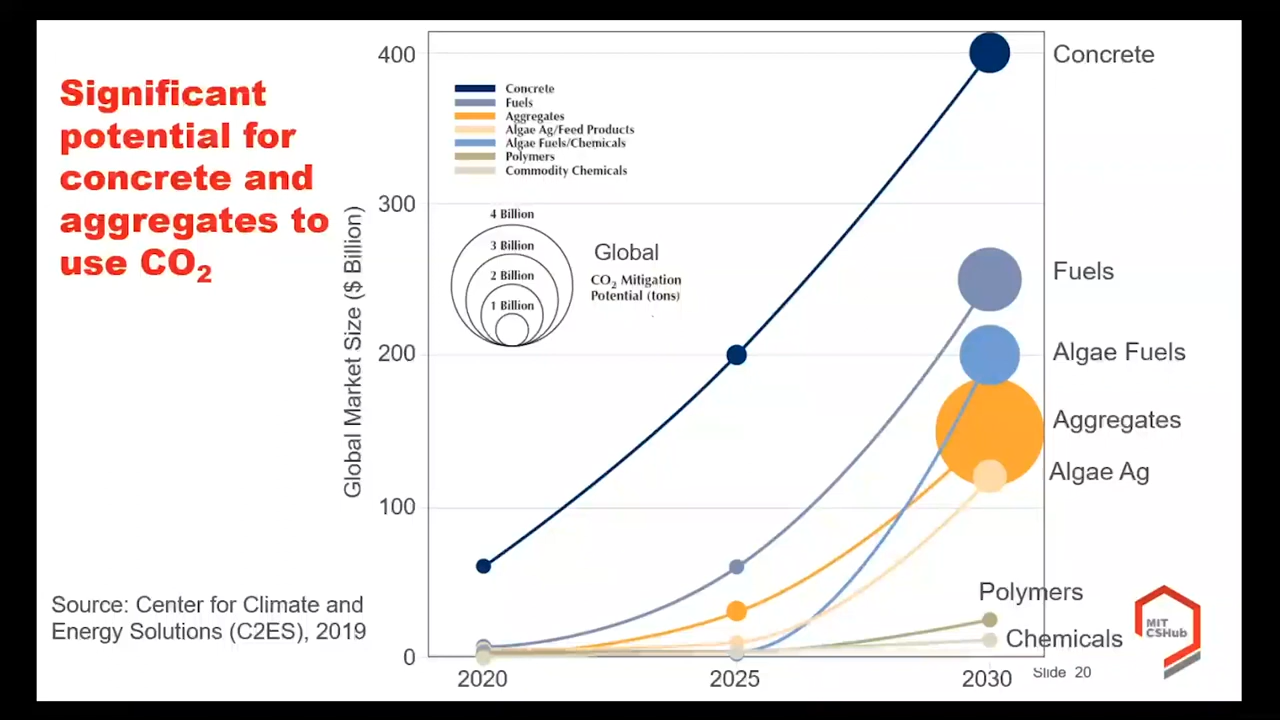 Significant
potential for
concrete and
aggregates to
use CO₂
Source: Center for Climate and
Energy Solutions (C2ES), 2019
Global Market Size ($ Billion)
400
300
200
100
0
2020
2025
2030
Concrete
Fuels
Aggregates
Algae Ag/Feed Products
Algae Fuels/Chemicals
Polymers
Commodity Chemicals
4 Billion
3 Billion
2 Billion
1 Billion
Global
CO₂ Mitigation
Potential (tons)
Concrete
Fuels
Algae Fuels
Aggregates
Algae Ag
Polymers
Chemicals
MIT
CSHub
Slide 20